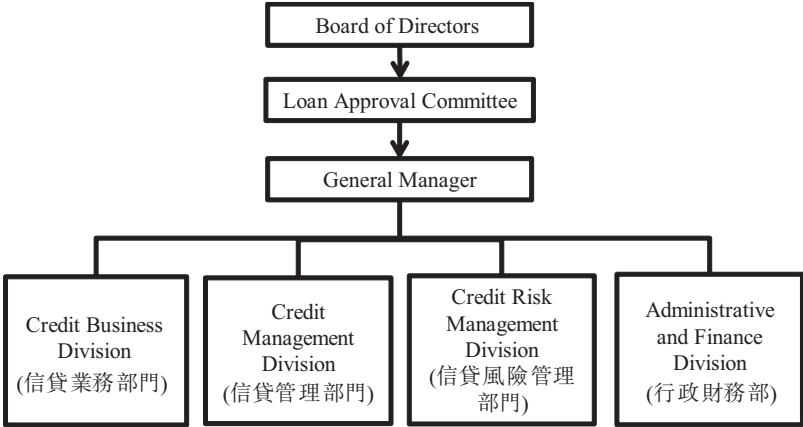 Board of Directors
Loan Approval Committee
General Manager
Credit Business
Division
(信貸業務部門)
Credit
Management
Division
(信貸管理部門)
Credit Risk
Management Division
(信貸風險管理
部門)
Administrative
and Finance
Division
(行政財務部)